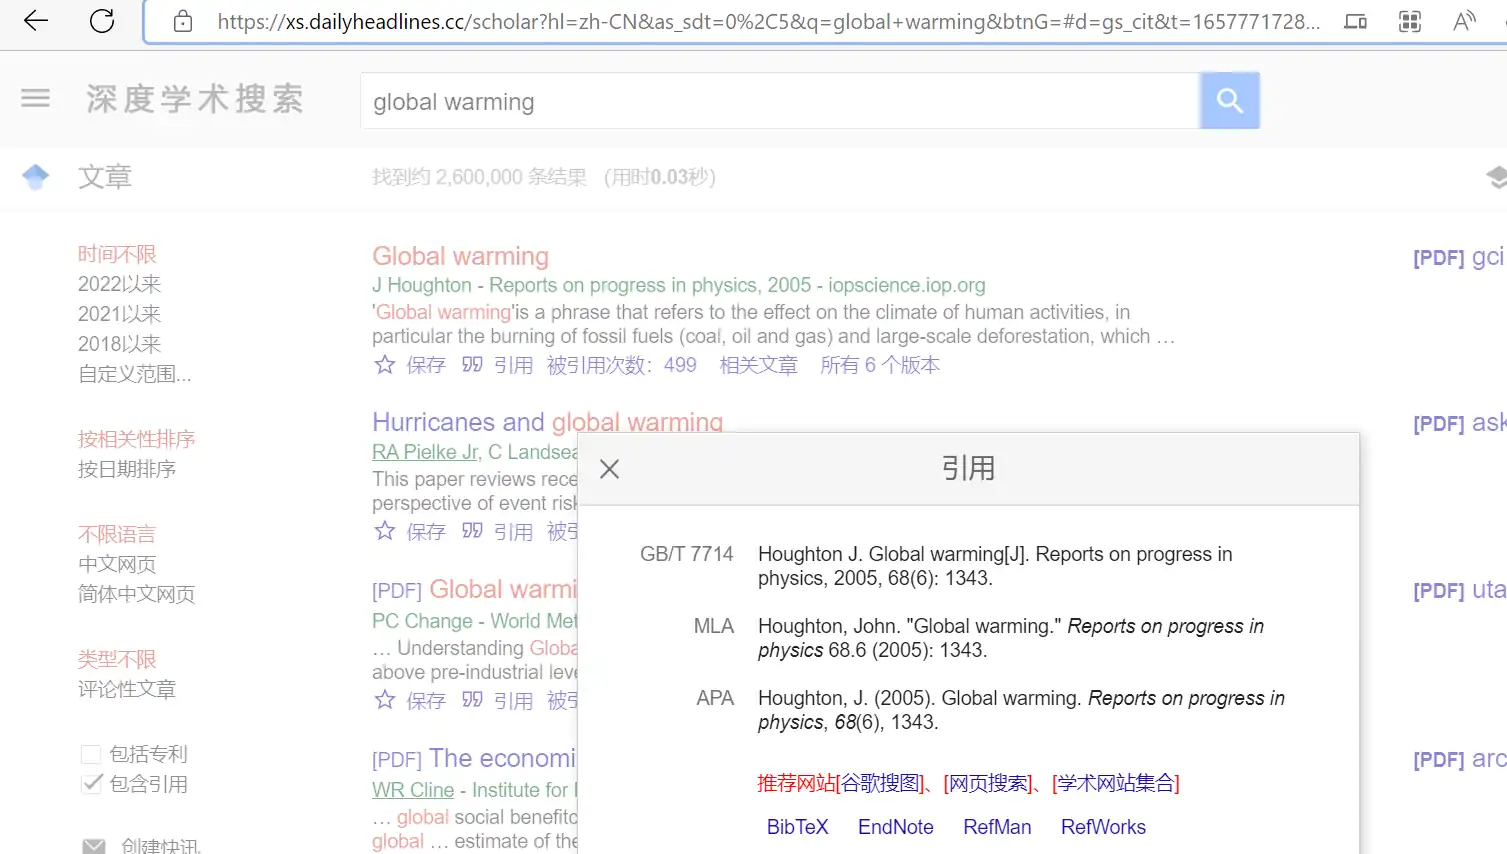 https://xs.dailyheadlines.cc/scholar?hl=zh-CN&as_sdt=0%2C5&q=global+warming&btnG=#d=gs_cit&t=1657771728...
深度学术搜索
global warming
文章
找到约 2,600,000 条结果 (用时0.03秒)
时间不限
2022以来
2021以来
2018以来
自定义范围...
按相关性排序
按日期排序
不限语言
中文网页
简体中文网页
类型不限
评论性文章
包括专利
包含引用
创建快讯
Global warming
[PDF] gci
J Houghton - Reports on progress in physics, 2005 - iopscience.iop.org
'Global warming'is a phrase that refers to the effect on the climate of human activities, in
particular the burning of fossil fuels (coal, oil and gas) and large-scale deforestation, which …
保存 引用 被引用次数：499 相关文章 所有 6 个版本
Hurricanes and global warming
[PDF] ask
RA Pielke Jr, C Landsea
This paper reviews rece
perspective of event risk
保存 引用 被引
[PDF] Global warmi
[PDF] uta
PC Change - World Met
… Understanding Globa
above pre-industrial leve
保存 引用 被引
[PDF] The economi
[PDF] arc
WR Cline - Institute for
… global social benefitc
global … estimate of the
引用
GB/T 7714
Houghton J. Global warming[J]. Reports on progress in
physics, 2005, 68(6): 1343.
MLA
Houghton, John. "Global warming." Reports on progress in
physics 68.6 (2005): 1343.
APA
Houghton, J. (2005). Global warming. Reports on progress in
physics, 68(6), 1343.
推荐网站[谷歌搜图]、[网页搜索]、[学术网站集合]
BibTeX EndNote RefMan RefWorks